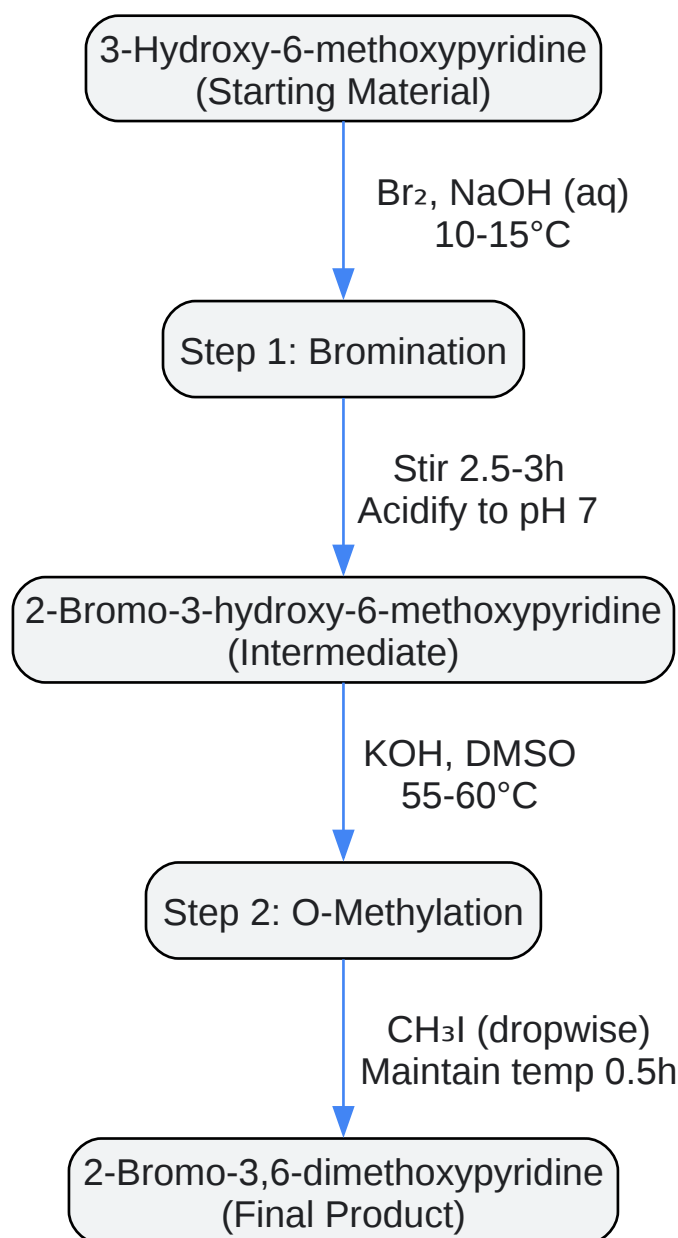 3-Hydroxy-6-methoxypyridine
(Starting Material)
Br₂, NaOH (aq)
10-15°C
Step 1: Bromination
Stir 2.5-3h
Acidify to pH 7
2-Bromo-3-hydroxy-6-methoxypyridine
(Intermediate)
KOH, DMSO
55-60°C
Step 2: O-Methylation
CH₃I (dropwise)
Maintain temp 0.5h
2-Bromo-3,6-dimethoxypyridine
(Final Product)